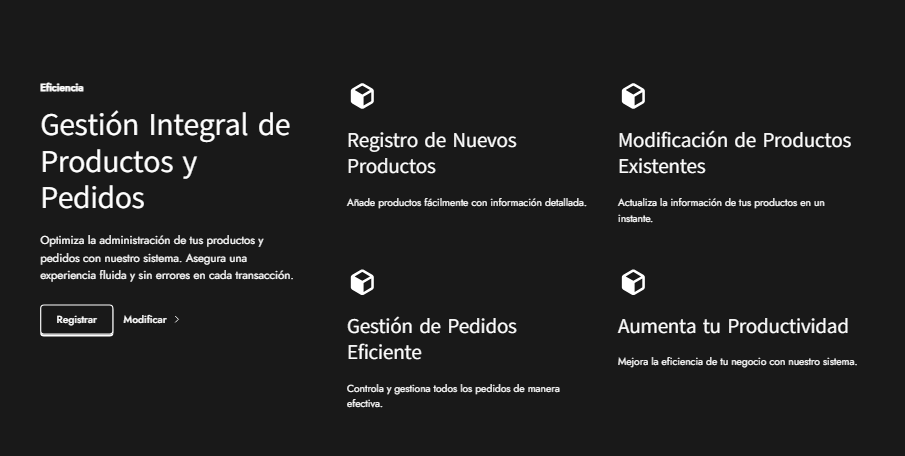 Eficiencia
Gestión Integral de
Productos y
Pedidos
Optimiza la administración de tus productos y
pedidos con nuestro sistema. Asegura una
experiencia fluida y sin errores en cada transacción.
Registrar
Modificar
Registro de Nuevos
Productos
Añade productos fácilmente con información detallada.
Modificación de Productos
Existentes
Actualiza la información de tus productos en un
instante.
Gestión de Pedidos
Eficiente
Controla y gestiona todos los pedidos de manera
efectiva.
Aumenta tu Productividad
Mejora la eficiencia de tu negocio con nuestro sistema.